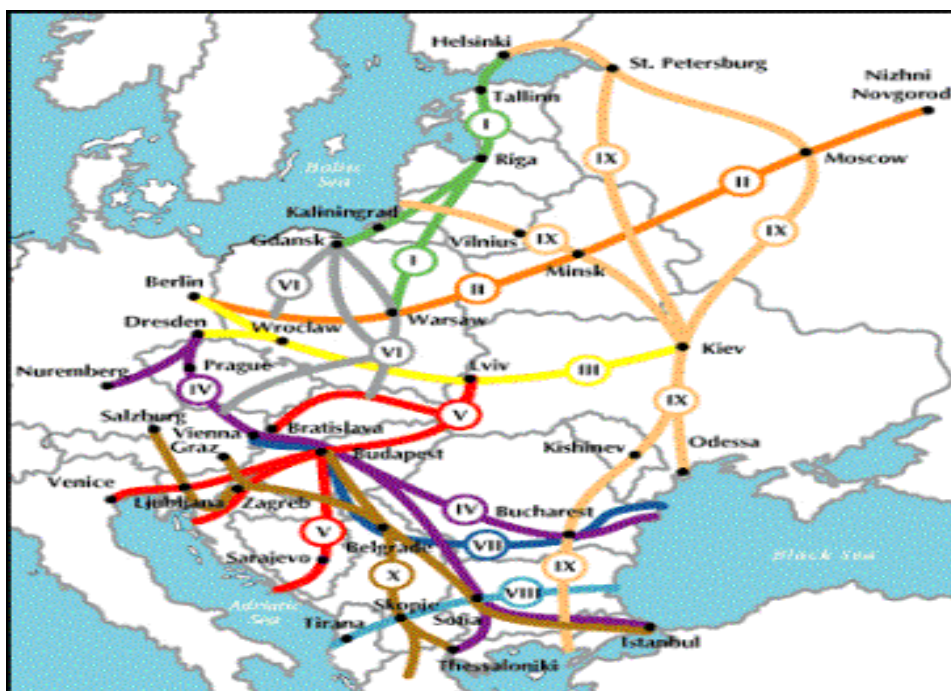 Helsinki
St. Petersburg
Nizhni
Novgorod
Tallinn
I
Riga
IX
Moscow
II
Baltic
Sea
Kaliningrad
Gdansk
Vilnius
IX
IX
I
Minsk
VI
II
Berlin
Warsaw
Dresden
Wroclaw
VI
Kiev
Lviv
III
Nuremberg
Prague
IV
IX
Salzburg
V
Vienna
Bratislava
Graz
Budapest
Kishinev
Odessa
Venice
Ljubljana
Zagreb
IV
Bucharest
V
Belgrade
VII
Sarajevo
Black Sea
IX
X
VIII
Adriatic
Sea
Skopje
Tirana
Sofia
Istanbul
Thessaloniki